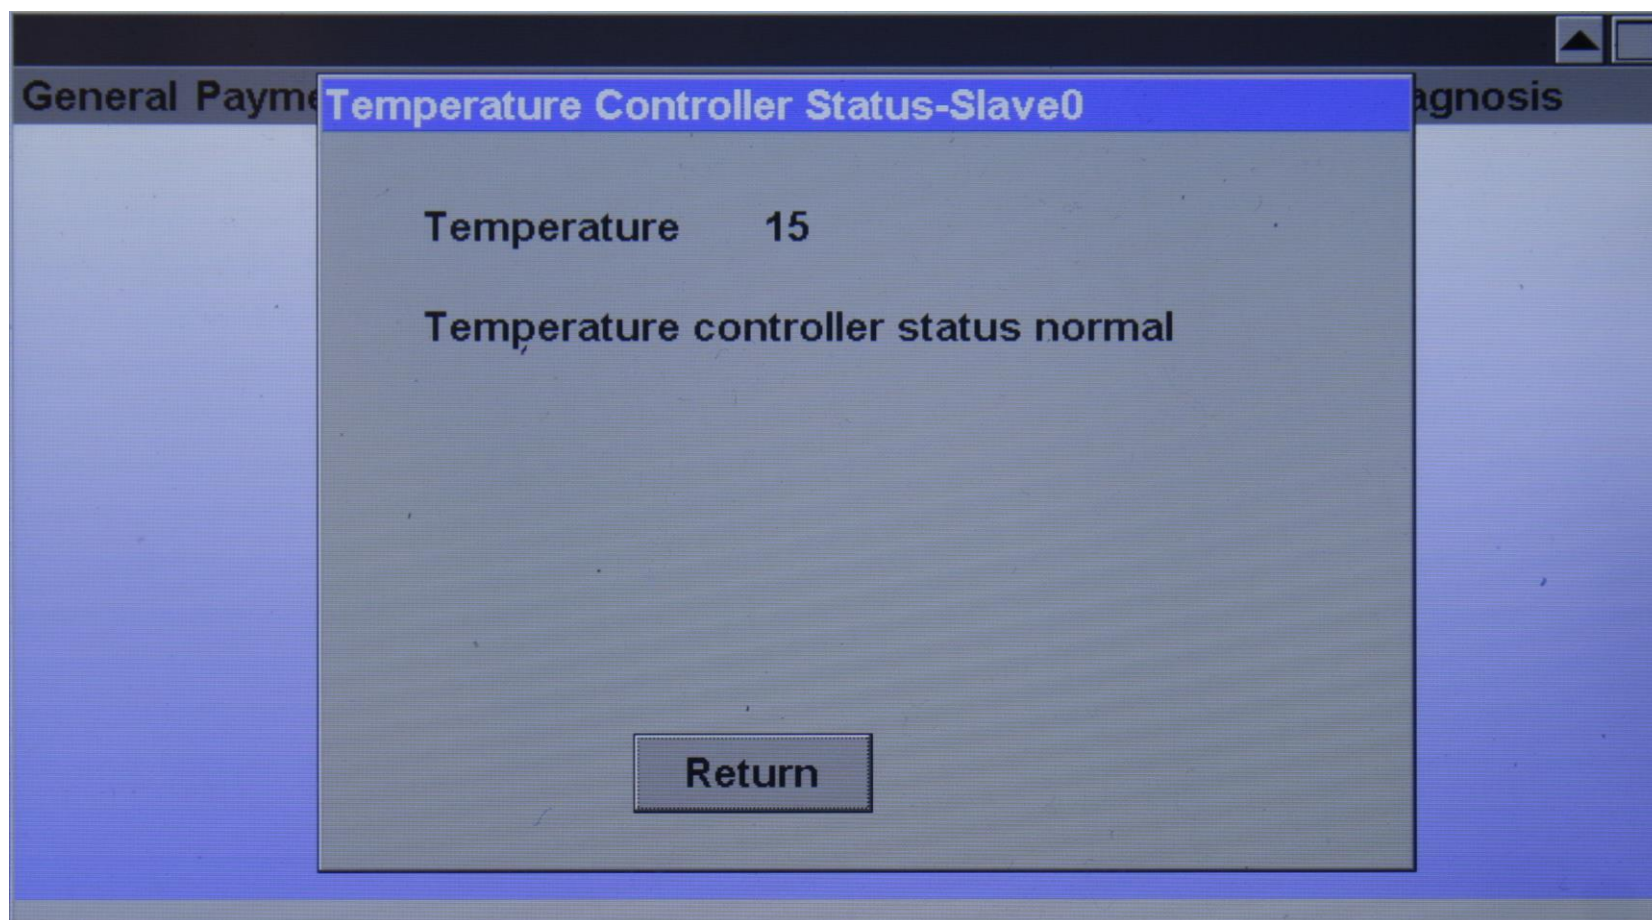 General Payme agnosis
Temperature Controller Status-Slave0
Temperature 15
Temperature controller status normal
Return